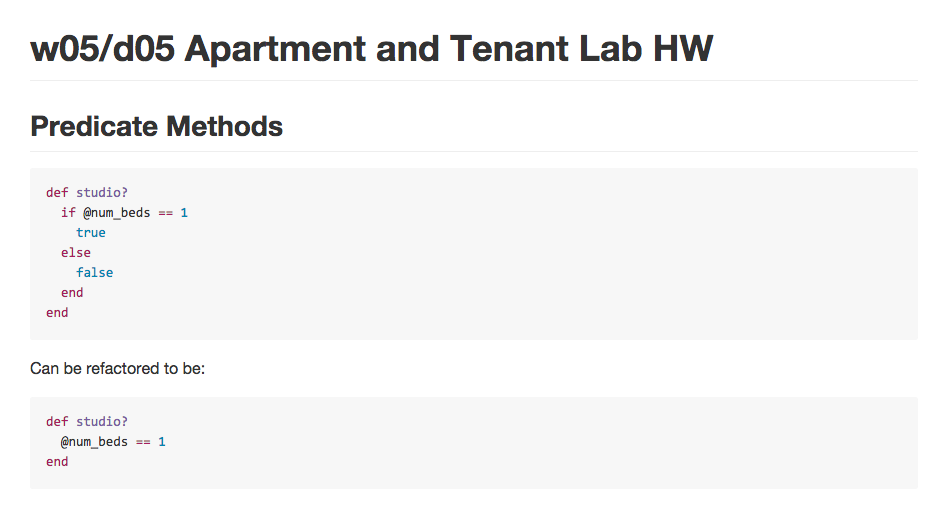 w05/d05 Apartment and Tenant Lab HW
Predicate Methods
def studio?
  if @num_beds == 1
    true
  else
    false
  end
end
Can be refactored to be:
def studio?
  @num_beds == 1
end